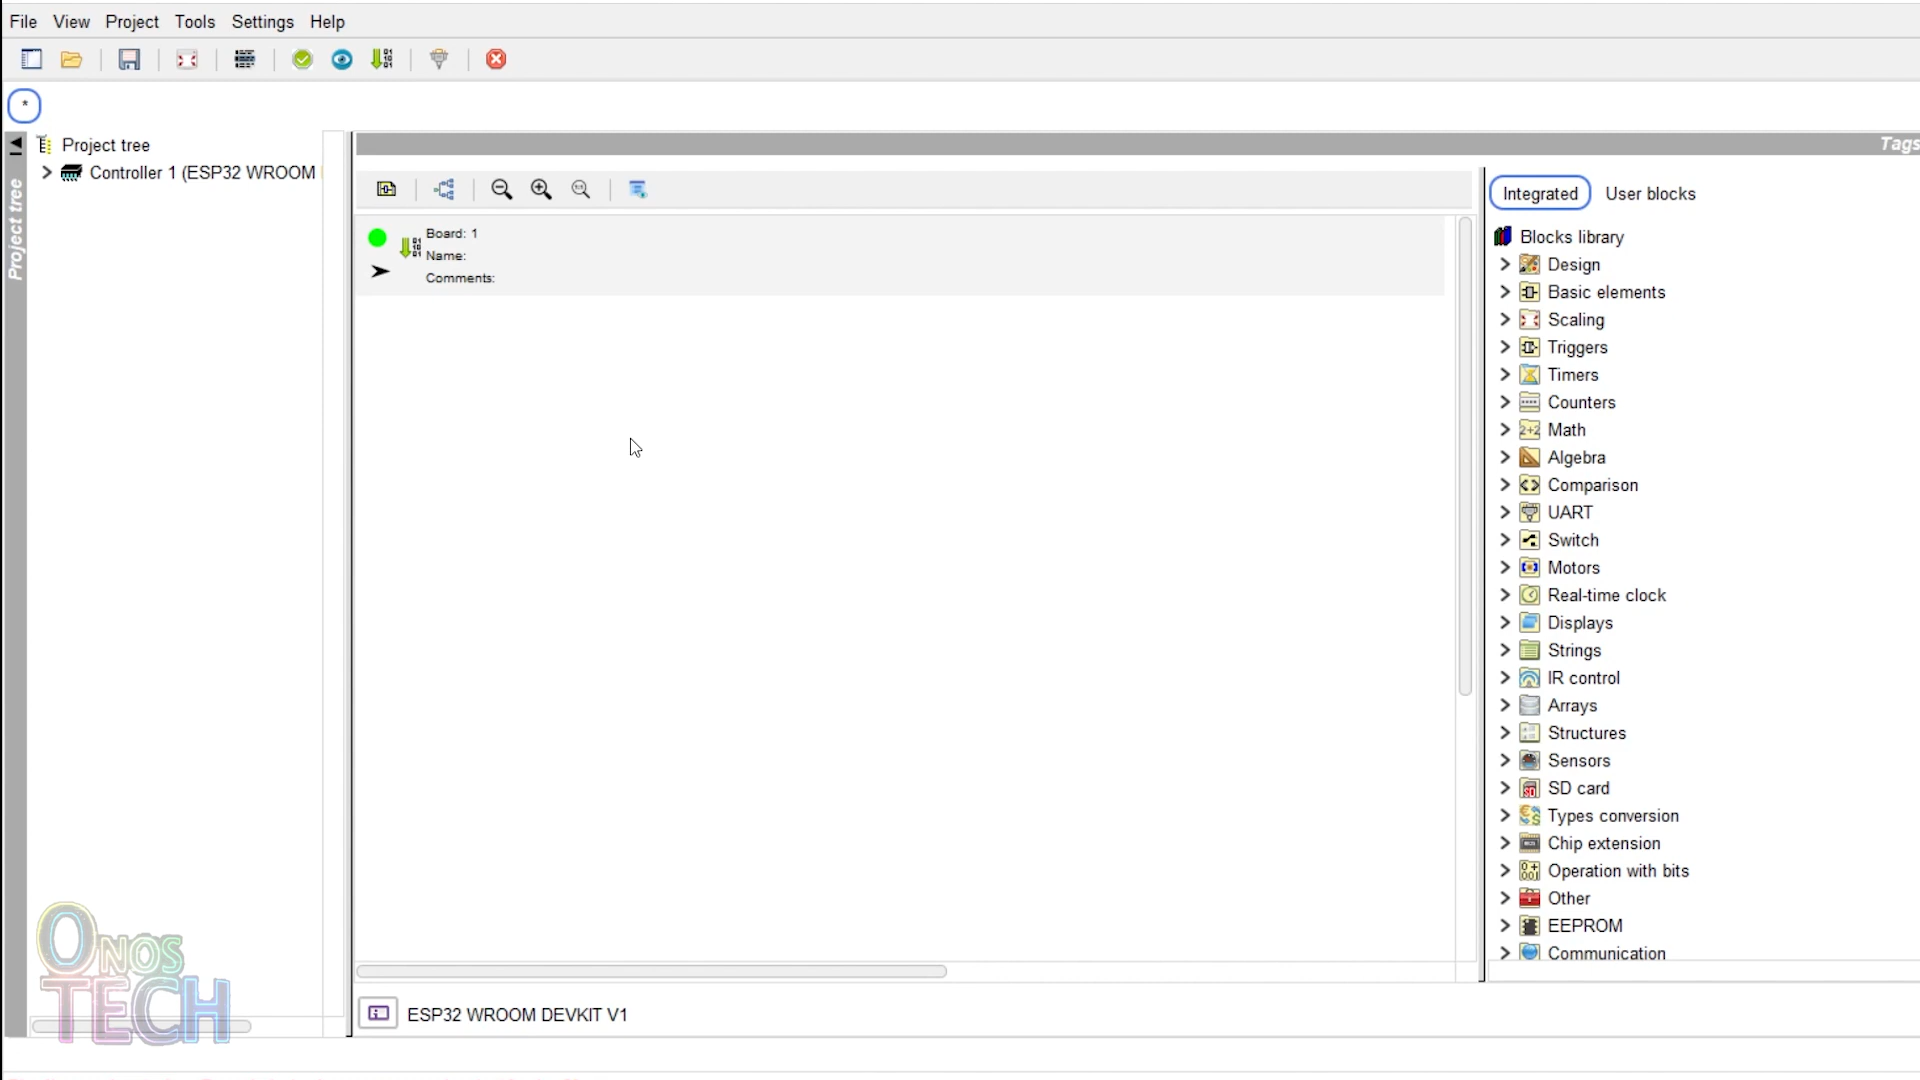 File View Project Tools Settings Help
*
Project tree
Project tree
Controller 1 (ESP32 WROOM
Tags
Board: 1
Name:
Comments:
Integrated User blocks
Blocks library
Design
Basic elements
Scaling
Triggers
Timers
Counters
Math
Algebra
Comparison
UART
Switch
Motors
Real-time clock
Displays
Strings
IR control
Arrays
Structures
Sensors
SD card
Types conversion
Chip extension
Operation with bits
Other
EEPROM
Communication
ESP32 WROOM DEVKIT V1
ONOS
TECH